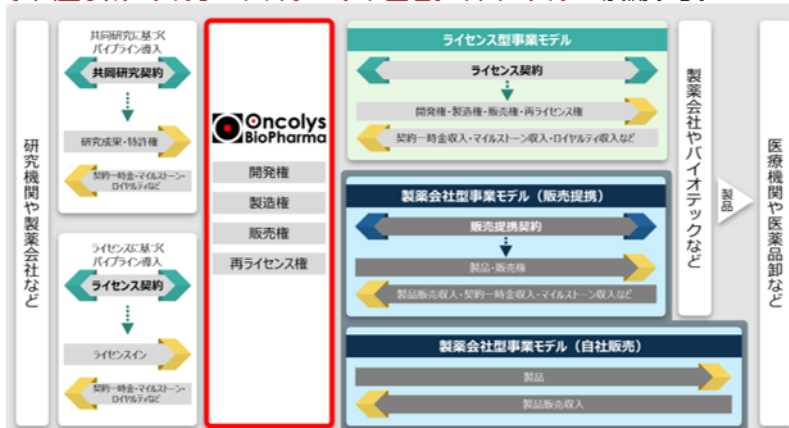 研究機関や製薬会社など
共同研究に基づく
パイプライン導入
共同研究契約
研究成果・特許権
契約一時金・マイルストーン・
ロイヤルティなど
ライセンスに基づく
パイプライン導入
ライセンス契約
ライセンスイン
契約一時金・マイルストーン・
ロイヤルティなど
Oncolys
BioPharma
開発権
製造権
販売権
再ライセンス権
ライセンス型事業モデル
ライセンス契約
開発権・製造権・販売権・再ライセンス権
契約一時金収入・マイルストーン収入・ロイヤルティ収入など
製薬会社型事業モデル（販売提携）
販売提携契約
製品・販売権
製品販売収入・契約一時金収入・マイルストーン収入など
製薬会社型事業モデル（自社販売）
製品
製品販売収入
製薬会社やバイオテックなど
製品
医療機関や医薬品卸など